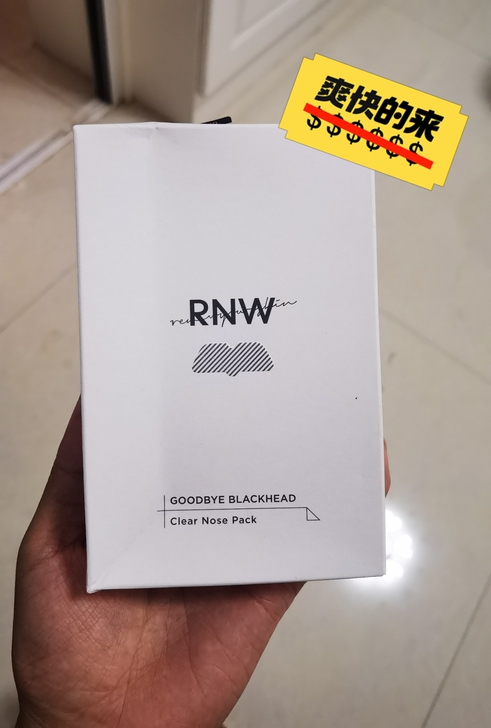 爽快的来
$$$$$$
RNW
GOODBYE BLACKHEAD
Clear Nose Pack